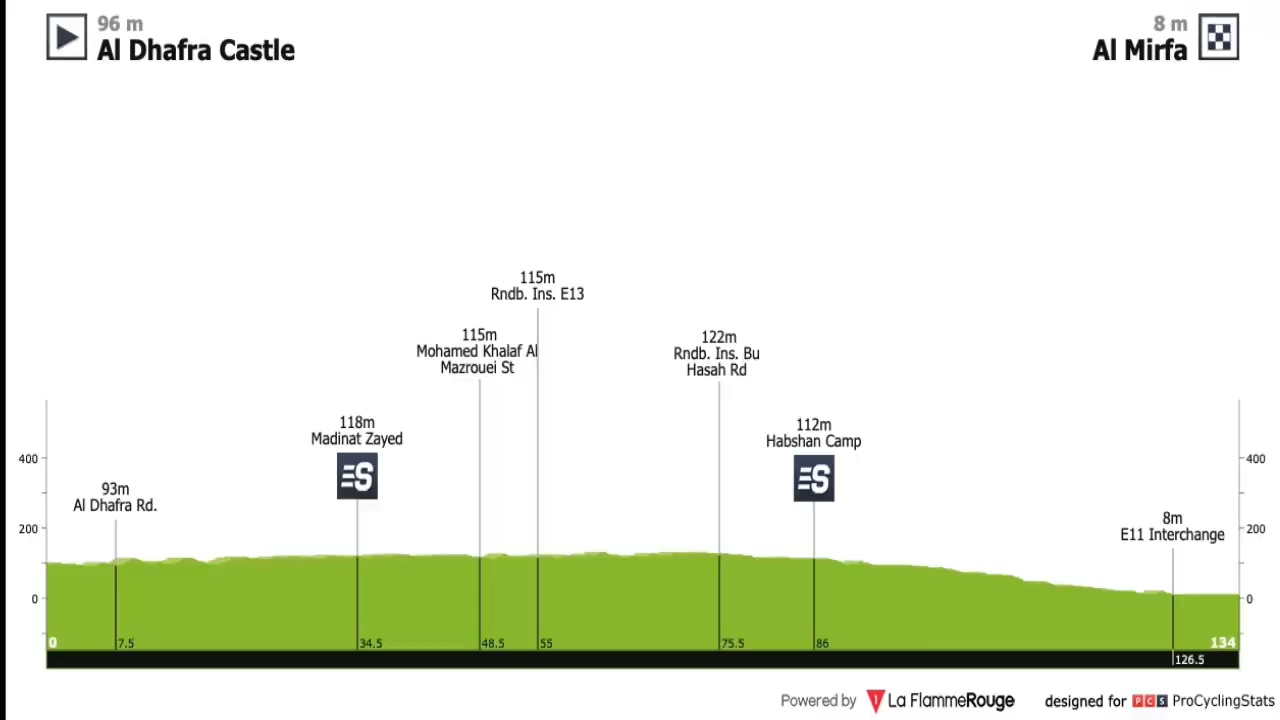 96 m
Al Dhafra Castle
8 m
Al Mirfa
115m
Rndb. Ins. E13
115m
Mohamed Khalaf Al
Mazrouei St
122m
Rndb. Ins. Bu
Hasah Rd
118m
Madinat Zayed
S
112m
Habshan Camp
S
93m
Al Dhafra Rd.
8m
E11 Interchange
400
200
0
400
200
0
0
7.5
34.5
48.5
55
75.5
86
134
126.5
Powered by La FlammeRouge
designed for PCS ProCyclingStats